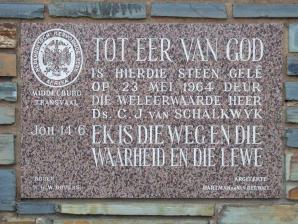 TOT EER VAN GOD
IS HIERDIE STEEN GELÊ
OP 23 MEI 1964 DEUR
DIE WELEERWAARDE HEER
Ds. C. J. VAN SCHALKWYK
MIDDELBURG
TRANSVAAL
JOH 14:6
EK IS DIE WEG EN DIE
WAARHEID EN DIE LEWE
BOUER
ARGITEKTE